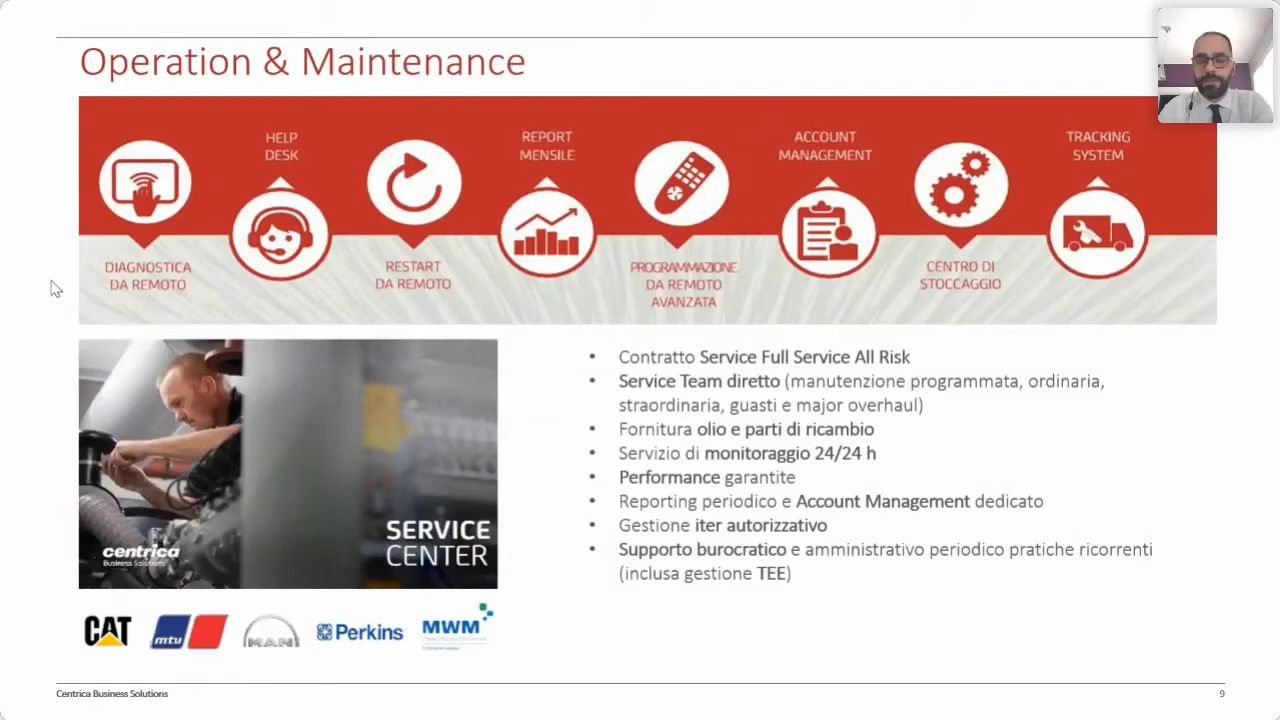 Operation & Maintenance
HELP
DESK
REPORT
MENSILE
ACCOUNT
MANAGEMENT
TRACKING
SYSTEM
DIAGNOSTICA
DA REMOTO
RESTART
DA REMOTO
PROGRAMMAZIONE
DA REMOTO
AVANZATA
CENTRO DI
STOCCAGGIO
SERVICE
CENTER
centrica
Business Solutions
• Contratto Service Full Service All Risk
• Service Team diretto (manutenzione programmata, ordinaria,
straordinaria, guasti e major overhaul)
• Fornitura olio e parti di ricambio
• Servizio di monitoraggio 24/24 h
• Performance garantite
• Reporting periodico e Account Management dedicato
• Gestione iter autorizzativo
• Supporto burocratico e amministrativo periodico pratiche ricorrenti
(inclusa gestione TEE)
CAT
mtu
MAN
Perkins
MWM
Centrica Business Solutions
9